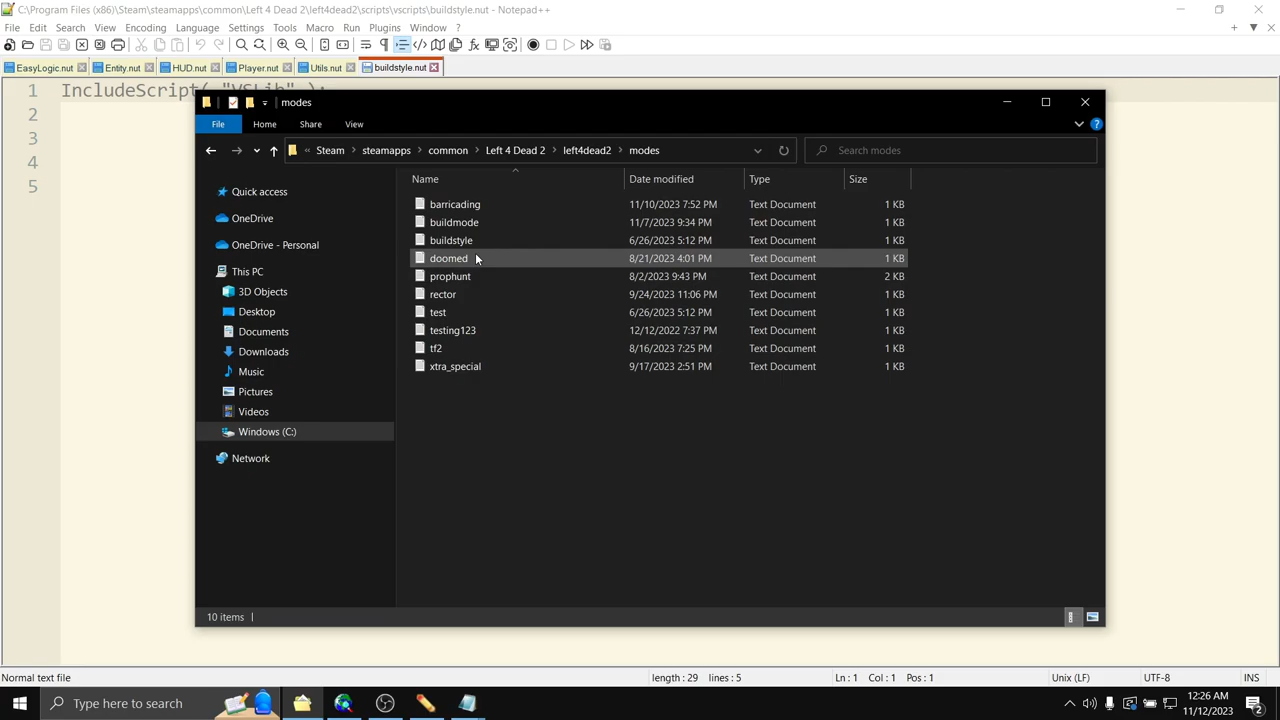 C:\Program Files (x86)\Steam\steamapps\common\Left 4 Dead 2\left4dead2\scripts\vscripts\buildstyle.nut - Notepad++
File Edit Search View Encoding Language Settings Tools Macro Run Plugins Window ?
EasyLogic.nut Entity.nut HUD.nut Player.nut Utils.nut buildstyle.nut
1 IncludeScript( "VSLib" );
2
3
4
5
modes
File Home Share View
« Steam > steamapps > common > Left 4 Dead 2 > left4dead2 > modes
Search modes
Quick access
OneDrive
OneDrive - Personal
This PC
3D Objects
Desktop
Documents
Downloads
Music
Pictures
Videos
Windows (C:)
Network
Name Date modified Type Size
barricading 11/10/2023 7:52 PM Text Document 1 KB
buildmode 11/7/2023 9:34 PM Text Document 1 KB
buildstyle 6/26/2023 5:12 PM Text Document 1 KB
doomed 8/21/2023 4:01 PM Text Document 1 KB
prophunt 8/2/2023 9:43 PM Text Document 2 KB
rector 9/24/2023 11:06 PM Text Document 1 KB
test 6/26/2023 5:12 PM Text Document 1 KB
testing123 12/12/2022 7:37 PM Text Document 1 KB
tf2 8/16/2023 7:25 PM Text Document 1 KB
xtra_special 9/17/2023 2:51 PM Text Document 1 KB
10 items
Normal text file length : 29 lines : 5 Ln : 1 Col : 1 Pos : 1 Unix (LF) UTF-8 INS
Type here to search
12:26 AM
11/12/2023
2